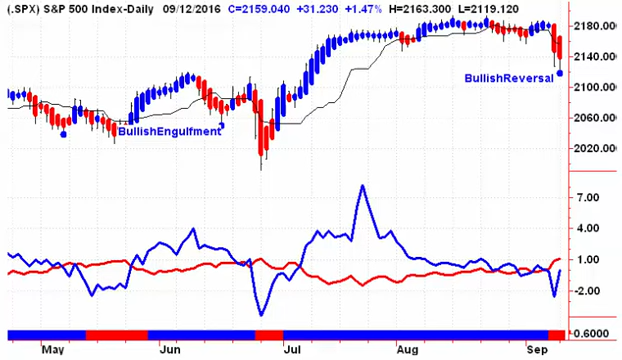 (.SPX) S&P 500 Index-Daily 09/12/2016 C=2159.040 +31.230 +1.47% H=2163.300 L=2119.120
2180.000
2140.000
BullishReversal
2100.000
BullishEngulfment
2060.000
2020.000
7.00
4.00
1.00
-2.00
0.6000
May Jun Jul Aug Sep